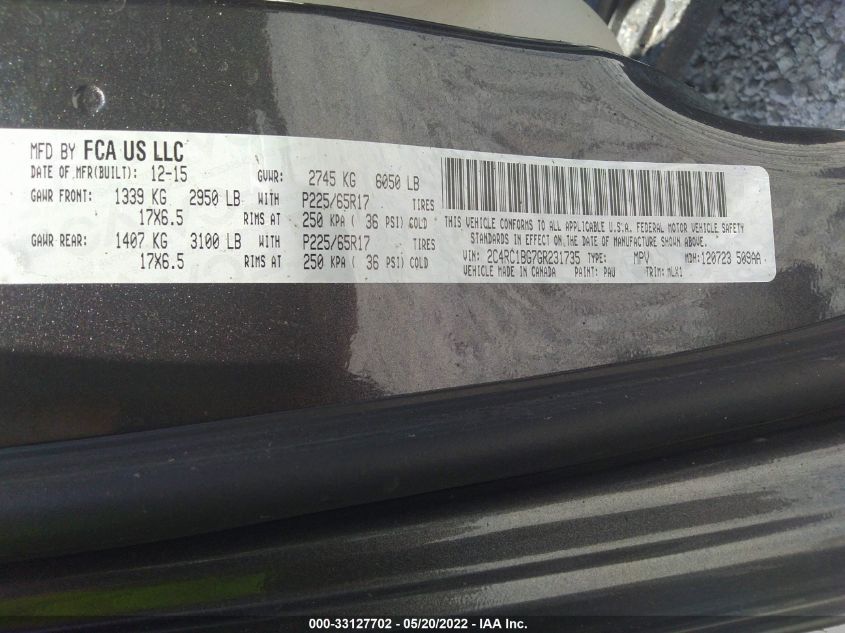 MFD BY FCA US LLC
DATE OF MFR(BUILT): 12-15 GVWR: 2745 KG 6050 LB
GAWR FRONT: 1339 KG 2950 LB WITH P225/65R17 TIRES
17X6.5 RIMS AT 250 KPA ( 36 PSI) COLD
GAWR REAR: 1407 KG 3100 LB WITH P225/65R17 TIRES
17X6.5 RIMS AT 250 KPA ( 36 PSI) COLD
THIS VEHICLE CONFORMS TO ALL APPLICABLE U.S.A. FEDERAL MOTOR VEHICLE SAFETY
STANDARDS IN EFFECT ON THE DATE OF MANUFACTURE SHOWN ABOVE.
VIN: 2C4RC1BG7GR231735 TYPE: MPV MDH: 120723 509AA
VEHICLE MADE IN CANADA PAINT: PAU TRIM: MLK1
000-33127702 - 05/20/2022 - IAA Inc.